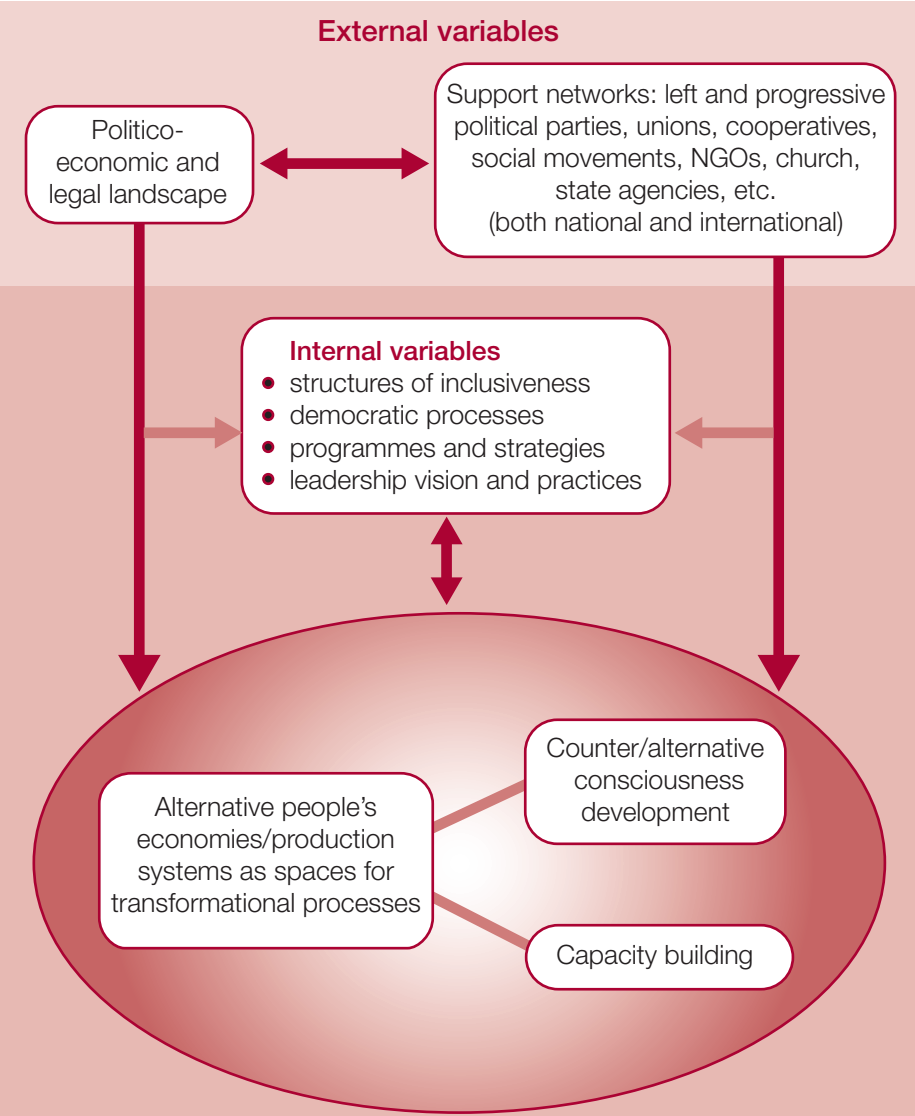 External variables
Politico-
economic and
legal landscape
Support networks: left and progressive
political parties, unions, cooperatives,
social movements, NGOs, church,
state agencies, etc.
(both national and international)
Internal variables
• structures of inclusiveness
• democratic processes
• programmes and strategies
• leadership vision and practices
Alternative people’s
economies/production
systems as spaces for
transformational processes
Counter/alternative
consciousness
development
Capacity building